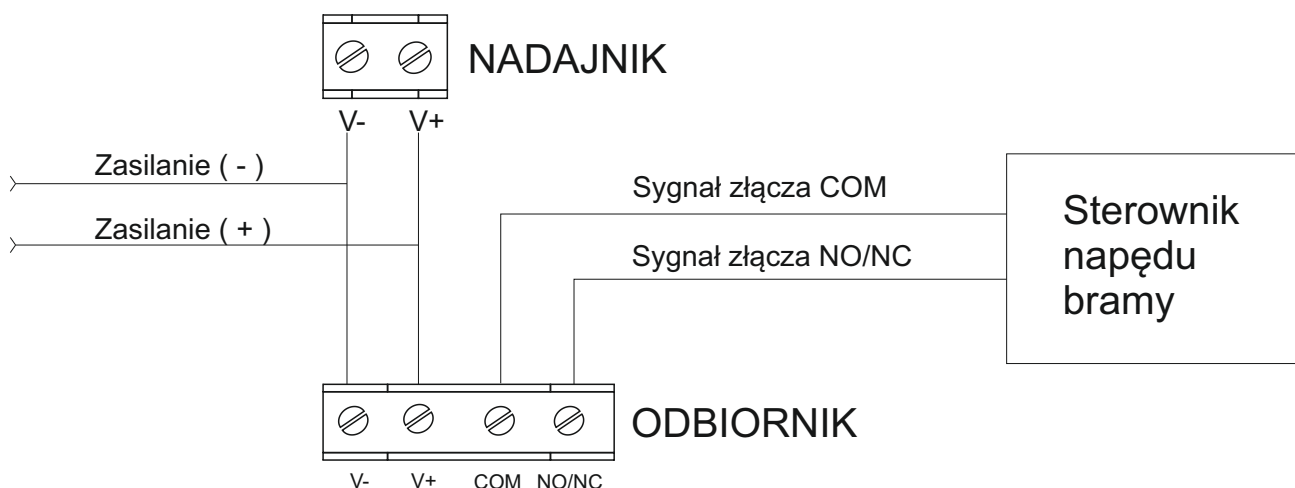 NADAJNIK
V- V+
Zasilanie ( - )
Zasilanie ( + )
Sygnał złącza COM
Sygnał złącza NO/NC
Sterownik
napędu
bramy
ODBIORNIK
V- V+ COM NO/NC